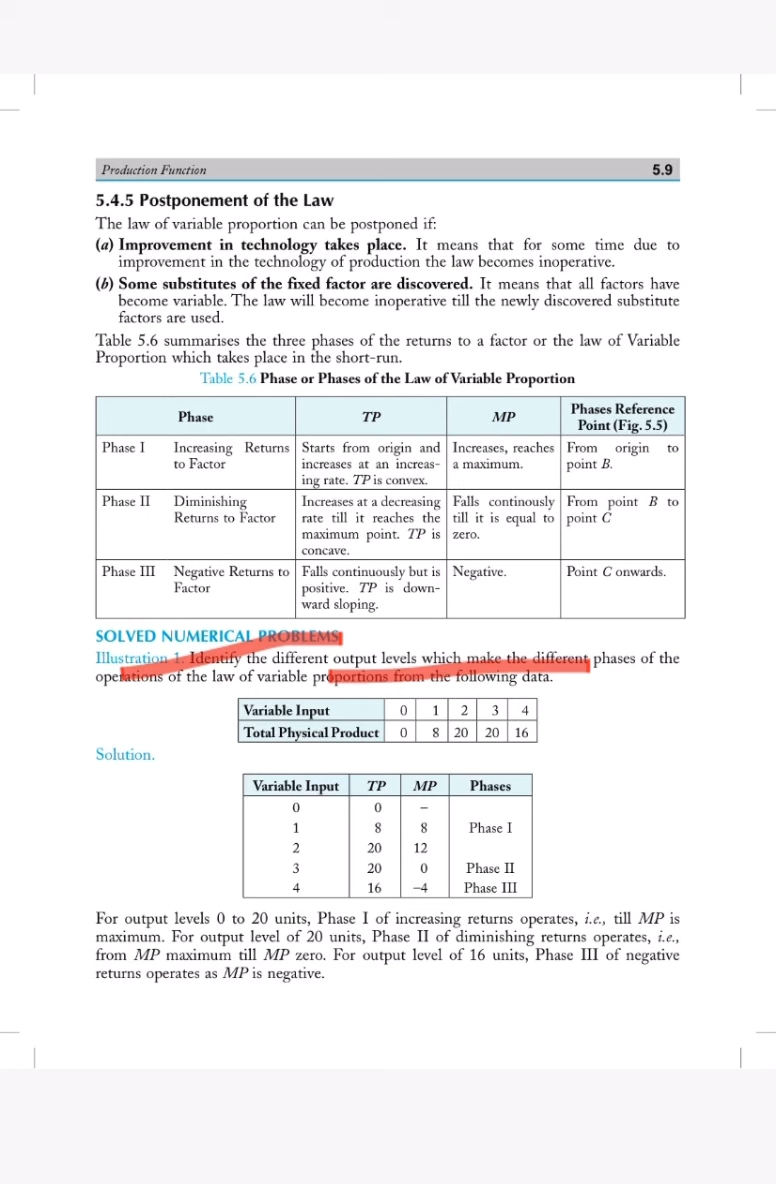 Production Function 5.9
5.4.5 Postponement of the Law
The law of variable proportion can be postponed if:
(a) Improvement in technology takes place. It means that for some time due to
improvement in the technology of production the law becomes inoperative.
(b) Some substitutes of the fixed factor are discovered. It means that all factors have
become variable. The law will become inoperative till the newly discovered substitute
factors are used.
Table 5.6 summarises the three phases of the returns to a factor or the law of Variable
Proportion which takes place in the short-run.
Table 5.6 Phase or Phases of the Law of Variable Proportion
Phase TP MP Phases Reference
Point (Fig. 5.5)
Phase I Increasing Returns Starts from origin and Increases, reaches From origin to
to Factor increases at an increas- a maximum. point B.
ing rate. TP is convex.
Phase II Diminishing Increases at a decreasing Falls continously From point B to
Returns to Factor rate till it reaches the till it is equal to point C
maximum point. TP is zero.
concave.
Phase III Negative Returns to Falls continuously but is Negative. Point C onwards.
Factor positive. TP is down-
ward sloping.
SOLVED NUMERICAL PROBLEMS
Illustration 1. Identify the different output levels which make the different phases of the
operations of the law of variable proportions from the following data.
Variable Input 0 1 2 3 4
Total Physical Product 0 8 20 20 16
Solution.
Variable Input TP MP Phases
0 0 –
1 8 8 Phase I
2 20 12
3 20 0 Phase II
4 16 –4 Phase III
For output levels 0 to 20 units, Phase I of increasing returns operates, i.e., till MP is
maximum. For output level of 20 units, Phase II of diminishing returns operates, i.e.,
from MP maximum till MP zero. For output level of 16 units, Phase III of negative
returns operates as MP is negative.